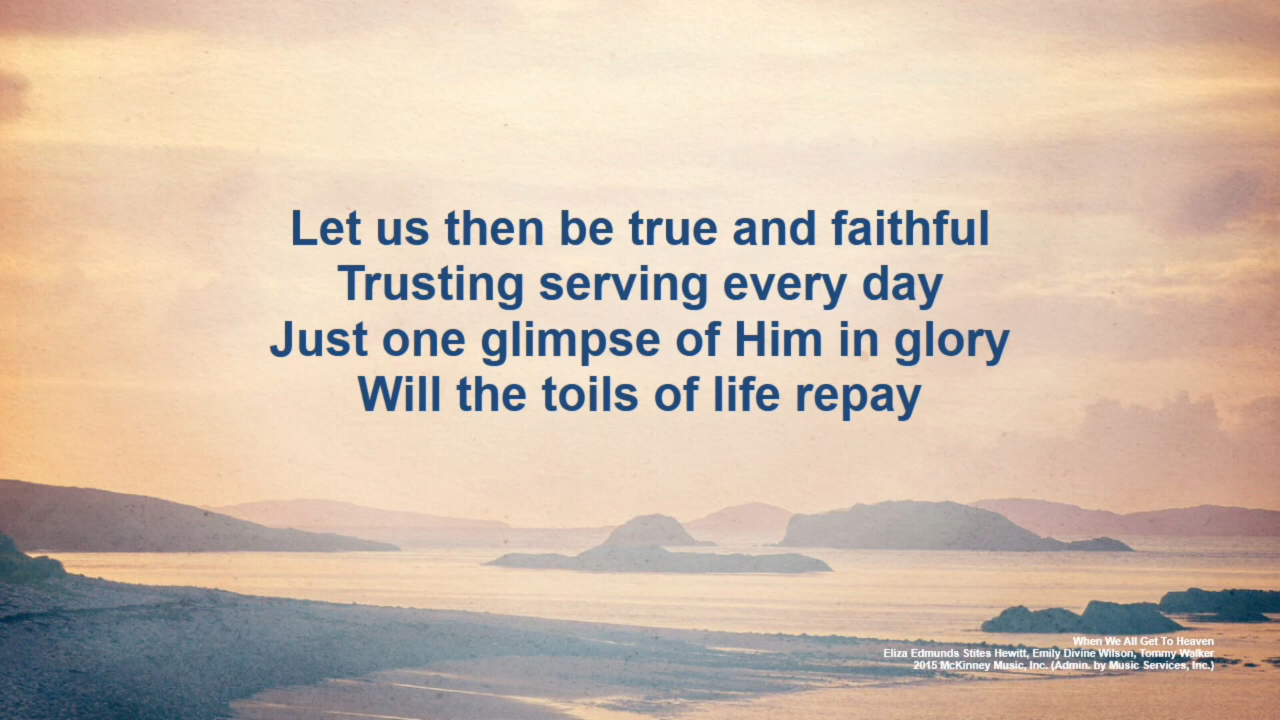 Let us then be true and faithful
Trusting serving every day
Just one glimpse of Him in glory
Will the toils of life repay
When We All Get To Heaven
Eliza Edmunds Stites Hewitt, Emily Divine Wilson, Tommy Walker
2015 McKinney Music, Inc. (Admin. by Music Services, Inc.)